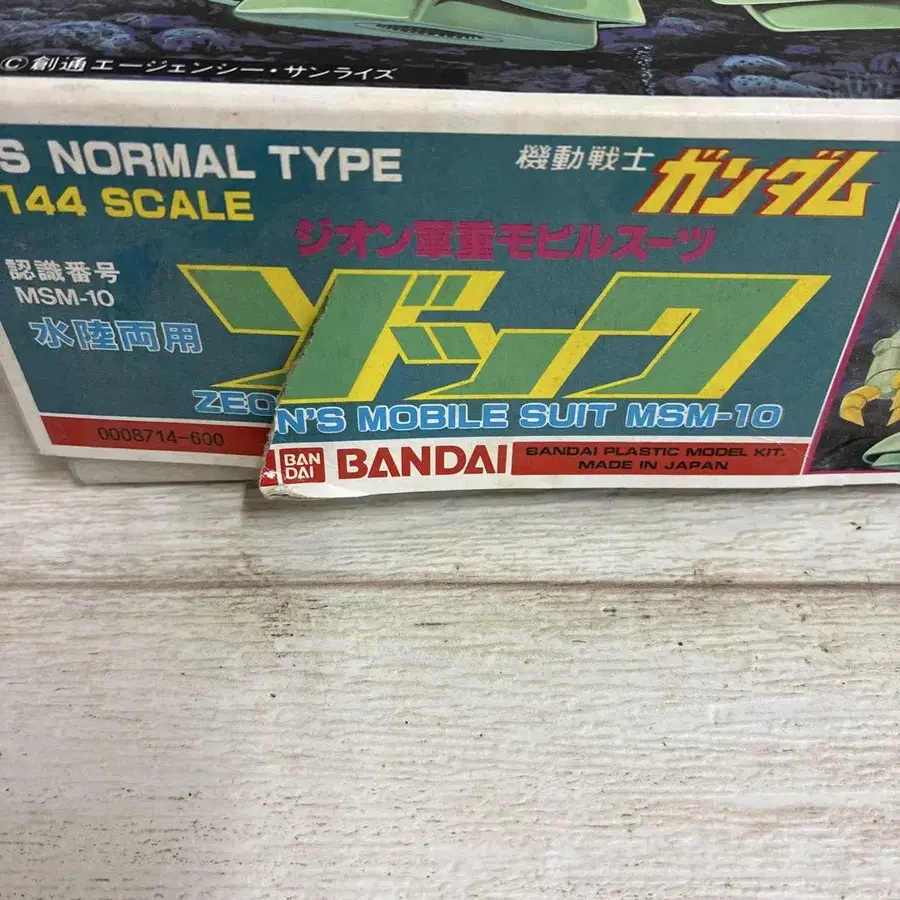 ©創通エージェンシー・サンライズ
S NORMAL TYPE
144 SCALE
機動戦士 ガンダム
ジオン軍重モビルスーツ
認識番号
MSM-10
水陸両用
ゾック
ZEON'S MOBILE SUIT MSM-10
0008714-600
BAN
DAI
BANDAI
BANDAI PLASTIC MODEL KIT.
MADE IN JAPAN